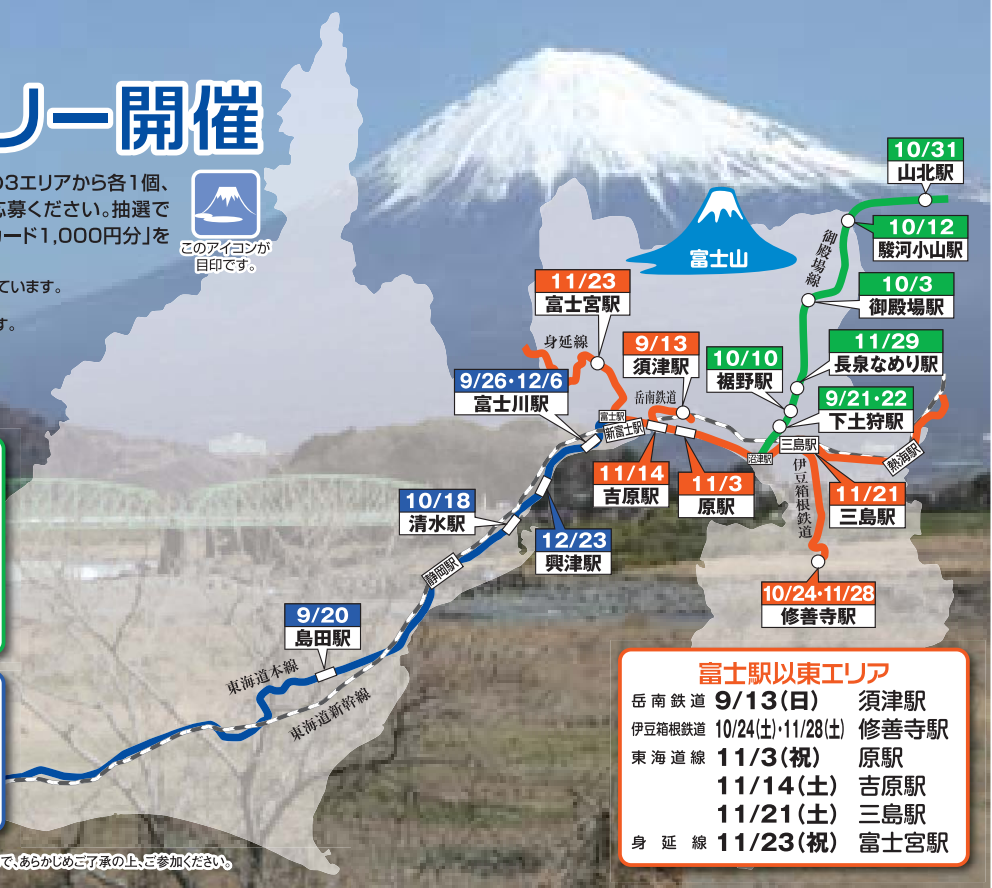 リー開催
の3エリアから各1個、
応募ください。抽選で
カード1,000円分」を
このアイコンが
目印です。
ています。
す。
富士山
10/31
山北駅
10/12
駿河小山駅
御殿場線
10/3
御殿場駅
11/29
長泉なめり駅
10/10
裾野駅
9/21・22
下土狩駅
11/23
富士宮駅
身延線
9/13
須津駅
岳南鉄道
9/26・12/6
富士川駅
富士駅
新富士駅
沼津駅
三島駅
熱海駅
伊豆箱根鉄道
11/14
吉原駅
11/3
原駅
11/21
三島駅
10/18
清水駅
12/23
興津駅
静岡駅
10/24・11/28
修善寺駅
9/20
島田駅
東海道本線
東海道新幹線
富士駅以東エリア
岳南鉄道 9/13(日) 須津駅
伊豆箱根鉄道 10/24(土)・11/28(土) 修善寺駅
東海道線 11/3(祝) 原駅
11/14(土) 吉原駅
11/21(土) 三島駅
身延線 11/23(祝) 富士宮駅
で、あらかじめご了承の上、ご参加ください。